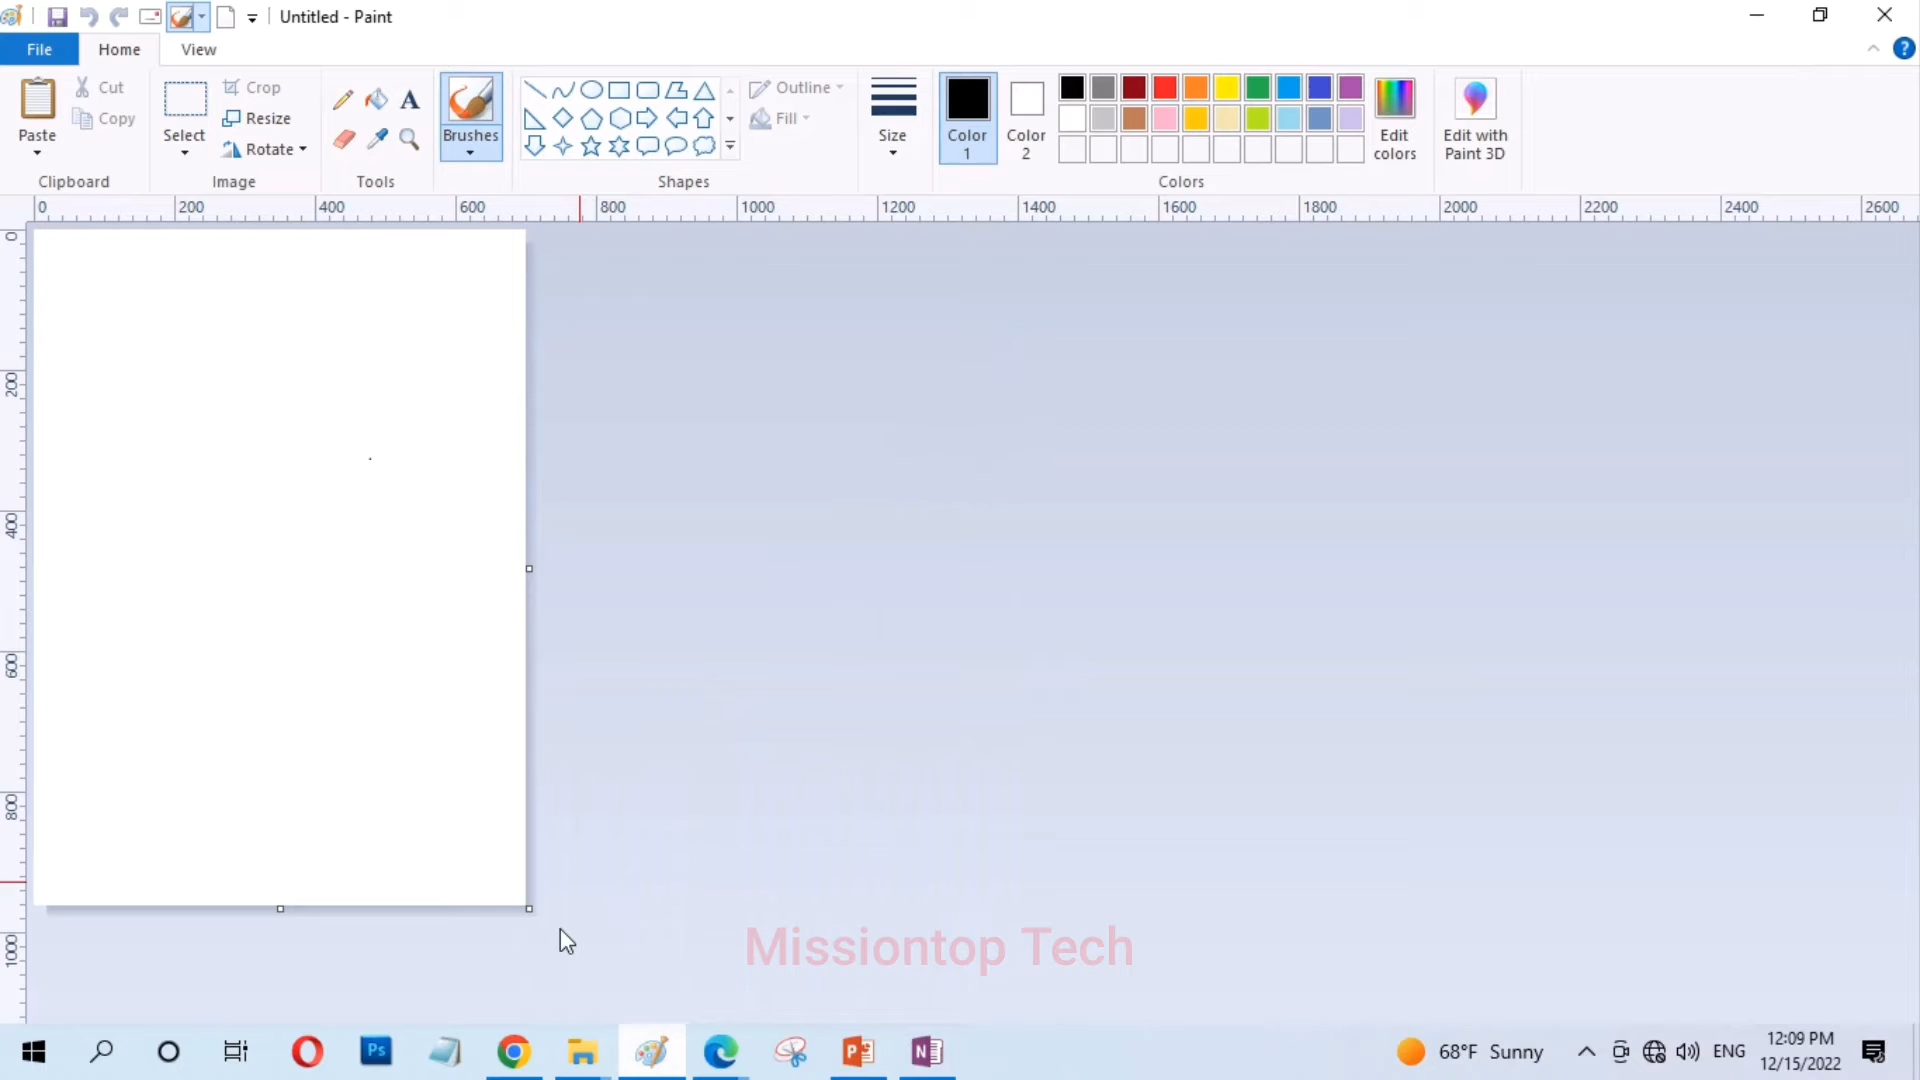 Untitled - Paint
File Home View
Paste
Cut
Copy
Clipboard
Select
Crop
Resize
Rotate
Image
A
Tools
Brushes
Shapes
Outline
Fill
Size
Color 1
Color 2
Edit colors
Colors
Edit with Paint 3D
?
0 200 400 600 800 1000 1200 1400 1600 1800 2000 2200 2400 2600
0
200
400
600
800
1000
Missiontop Tech
Ps
P
N
68°F Sunny
ENG
12:09 PM
12/15/2022